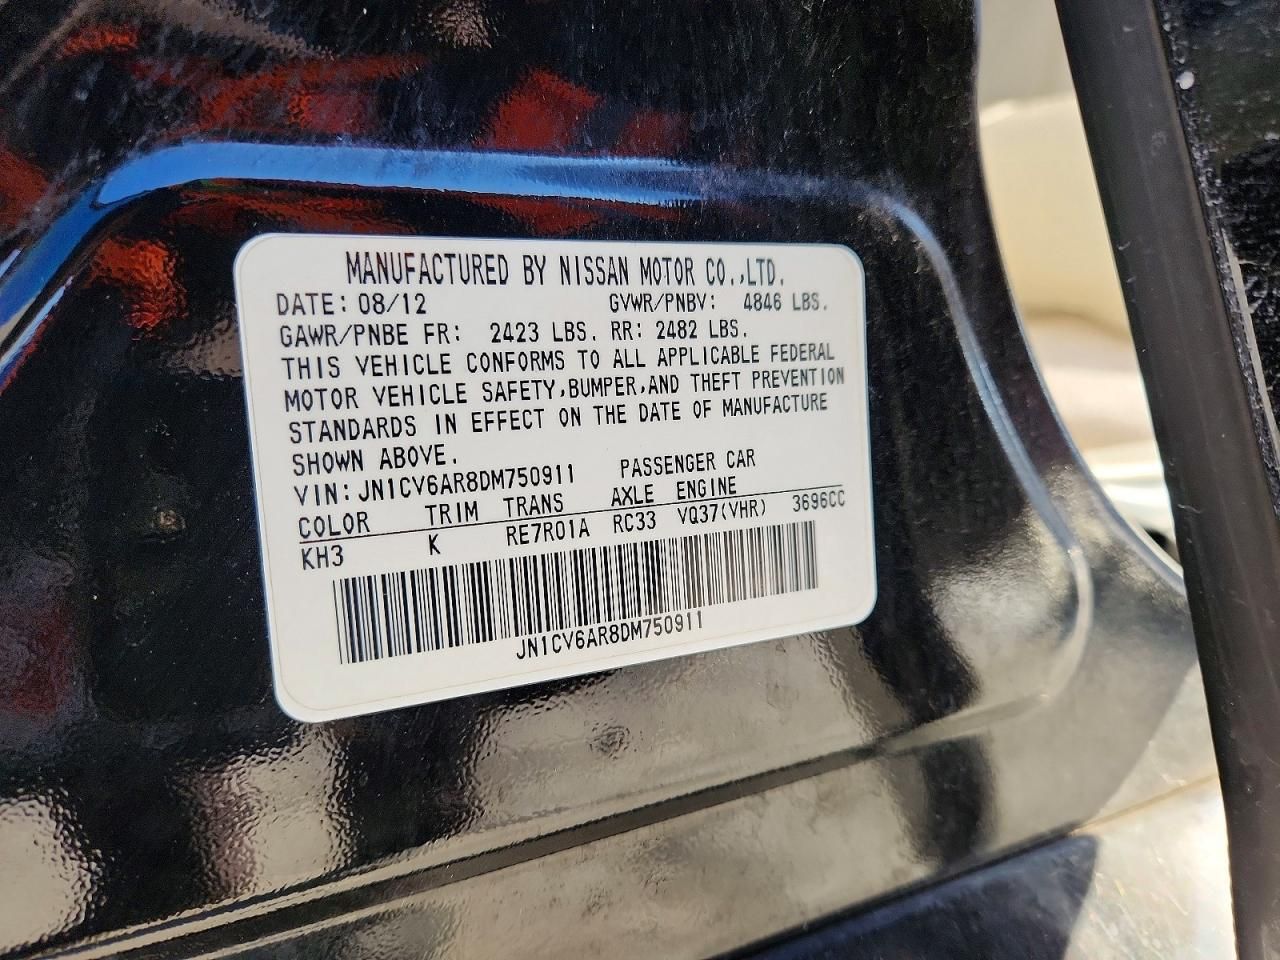 MANUFACTURED BY NISSAN MOTOR CO.,LTD.
DATE: 08/12 GVWR/PNBV: 4846 LBS.
GAWR/PNBE FR: 2423 LBS. RR: 2482 LBS.
THIS VEHICLE CONFORMS TO ALL APPLICABLE FEDERAL
MOTOR VEHICLE SAFETY,BUMPER,AND THEFT PREVENTION
STANDARDS IN EFFECT ON THE DATE OF MANUFACTURE
SHOWN ABOVE.
VIN: JN1CV6AR8DM750911 PASSENGER CAR
COLOR TRIM TRANS AXLE ENGINE
KH3 K RE7R01A RC33 VQ37(VHR) 3696CC
JN1CV6AR8DM750911